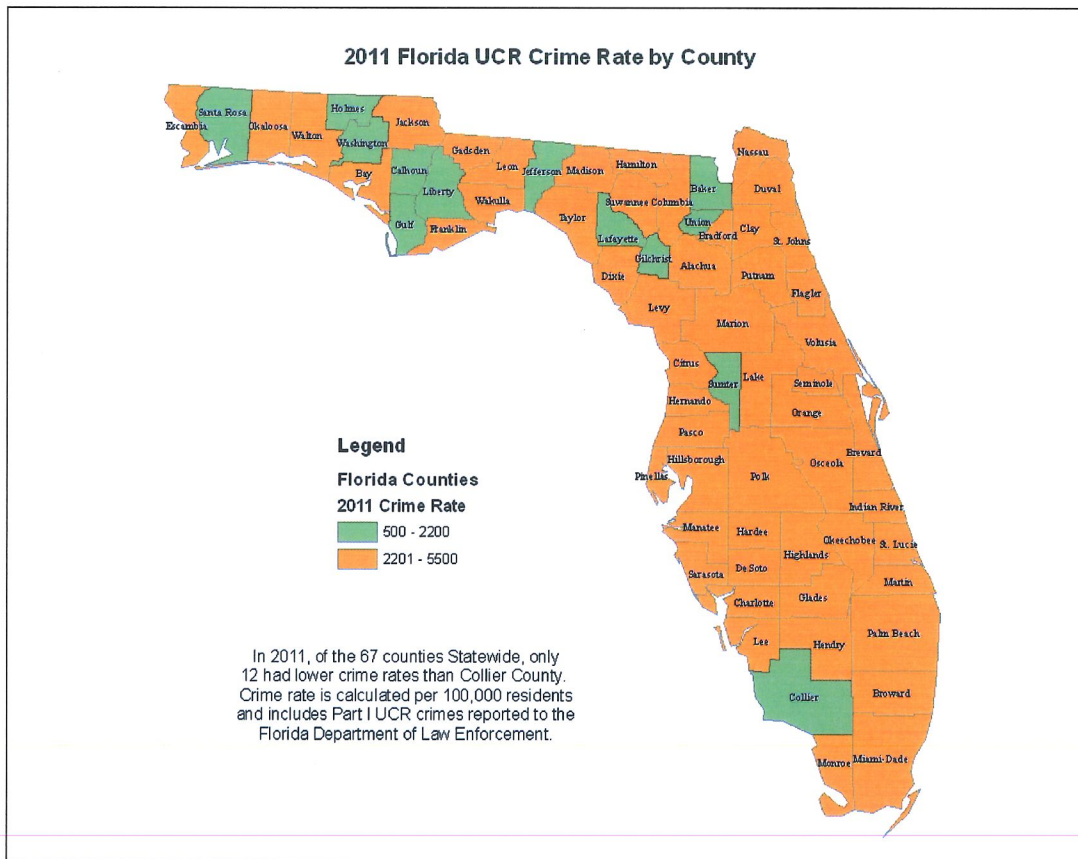 2011 Florida UCR Crime Rate by County
Escambia
Santa Rosa
Okaloosa
Walton
Holmes
Washington
Jackson
Bay
Calhoun
Liberty
Gulf
Gadsden
Leon
Wakulla
Franklin
Jefferson
Madison
Taylor
Hamilton
Suwannee
Columbia
Lafayette
Dixie
Gilchrist
Baker
Union
Bradford
Nassau
Duval
Clay
St. Johns
Alachua
Putnam
Flagler
Levy
Marion
Volusia
Citrus
Sumter
Lake
Seminole
Hernando
Orange
Pasco
Hillsborough
Pinellas
Polk
Osceola
Brevard
Indian River
Manatee
Hardee
Okeechobee
St. Lucie
Highlands
Sarasota
De Soto
Martin
Charlotte
Glades
Lee
Hendry
Palm Beach
Collier
Broward
Monroe
Miami-Dade
Legend
Florida Counties
2011 Crime Rate
500 - 2200
2201 - 5500
In 2011, of the 67 counties Statewide, only
12 had lower crime rates than Collier County.
Crime rate is calculated per 100,000 residents
and includes Part I UCR crimes reported to the
Florida Department of Law Enforcement.